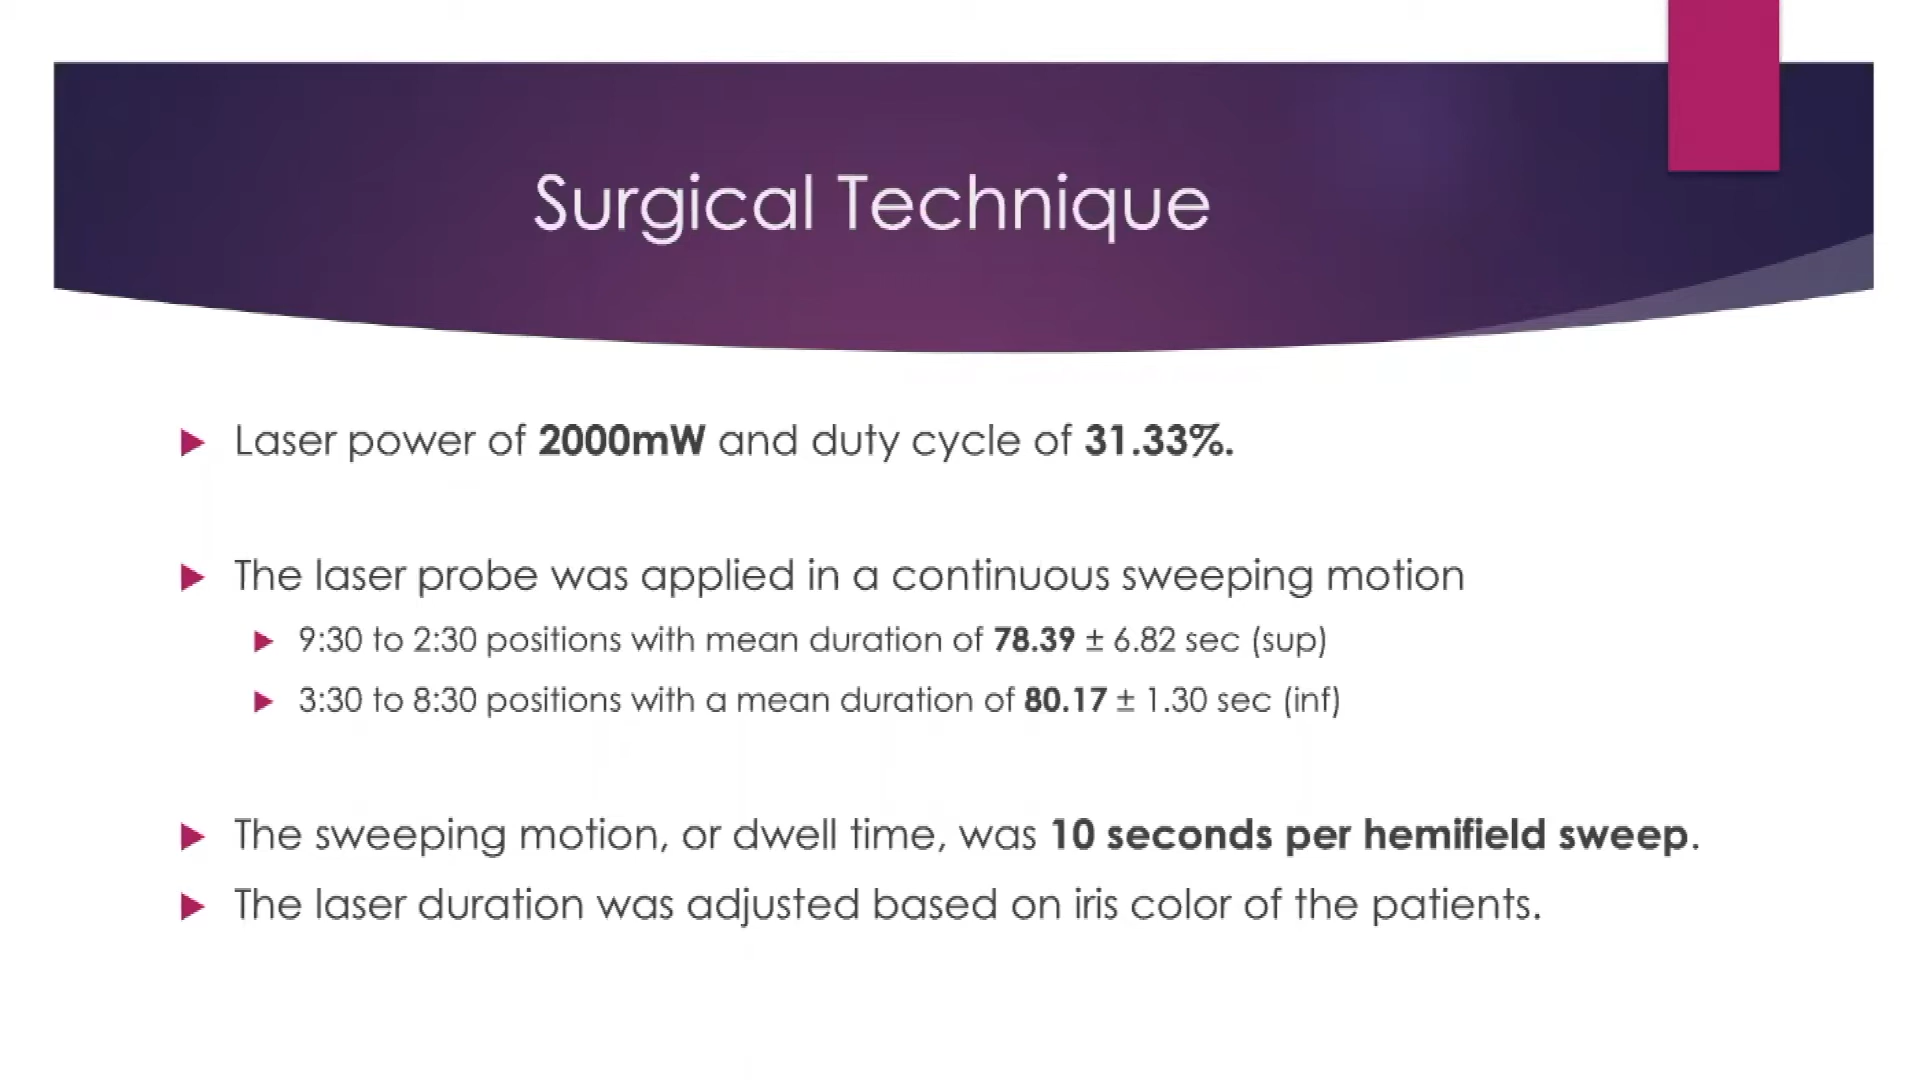 Surgical Technique
Laser power of 2000mW and duty cycle of 31.33%.
The laser probe was applied in a continuous sweeping motion
9:30 to 2:30 positions with mean duration of 78.39 ± 6.82 sec (sup)
3:30 to 8:30 positions with a mean duration of 80.17 ± 1.30 sec (inf)
The sweeping motion, or dwell time, was 10 seconds per hemifield sweep.
The laser duration was adjusted based on iris color of the patients.